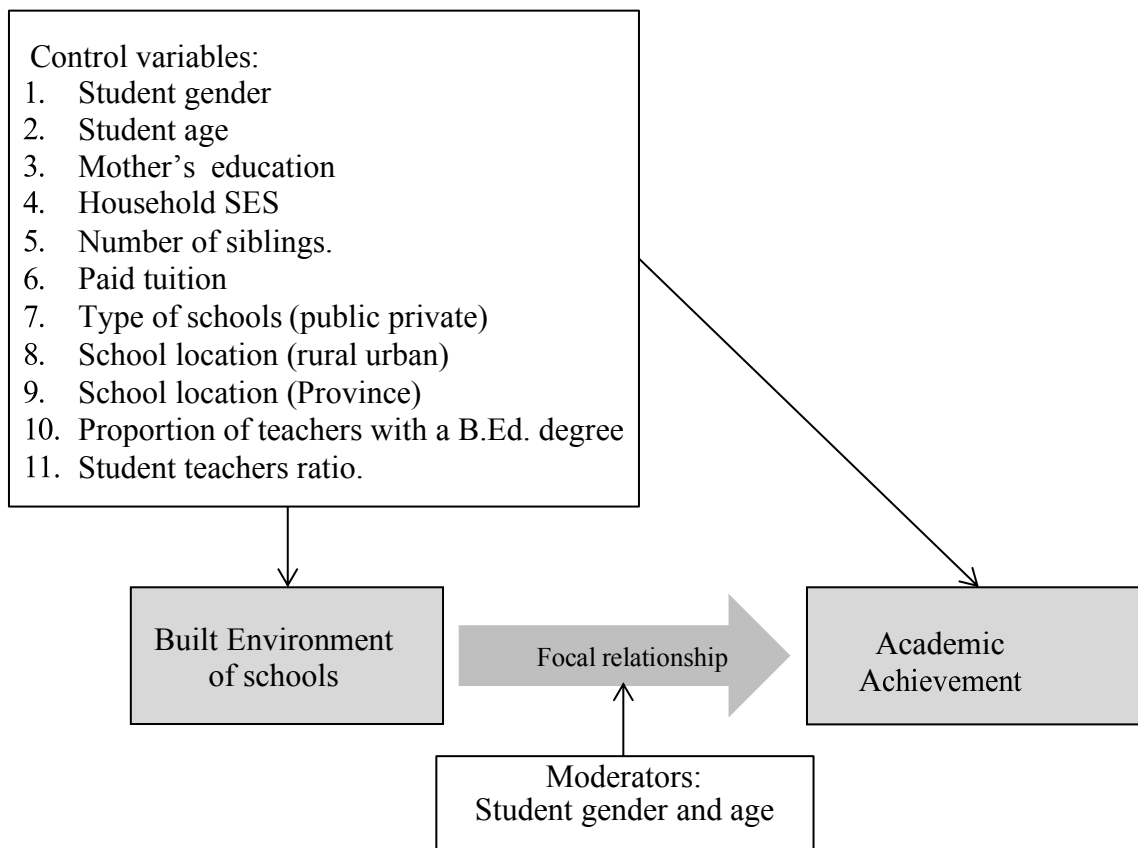 Control variables:
1. Student gender
2. Student age
3. Mother’s education
4. Household SES
5. Number of siblings.
6. Paid tuition
7. Type of schools (public private)
8. School location (rural urban)
9. School location (Province)
10. Proportion of teachers with a B.Ed. degree
11. Student teachers ratio.
Built Environment
of schools
Focal relationship
Academic
Achievement
Moderators:
Student gender and age